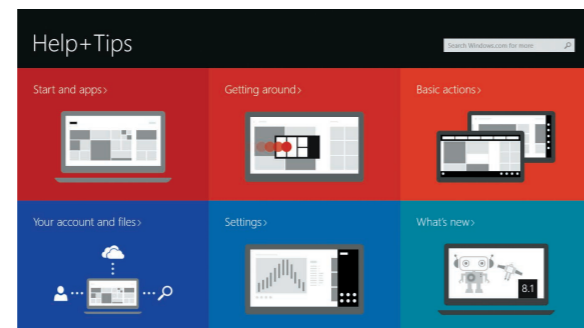 Help+Tips
Search Windows.com for more
Start and apps>
Getting around>
Basic actions>
Your account and files>
Settings>
What's new>
8.1